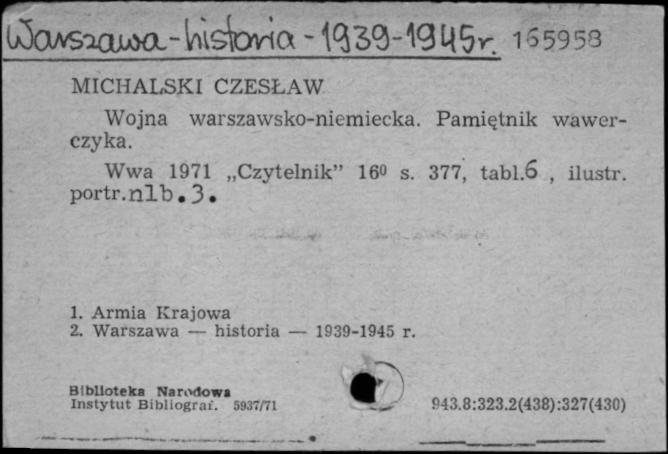 Warszawa - historia - 1939-1945r. 165958
MICHALSKI CZESŁAW
Wojna warszawsko-niemiecka. Pamiętnik wawer-
czyka.
Wwa 1971 „Czytelnik” 16⁰ s. 377, tabl.6 , ilustr.
portr.nlb.3.
1. Armia Krajowa
2. Warszawa — historia — 1939-1945 r.
Biblioteka Narodowa
Instytut Bibliograf. 5937/71
943.8:323.2(438):327(430)